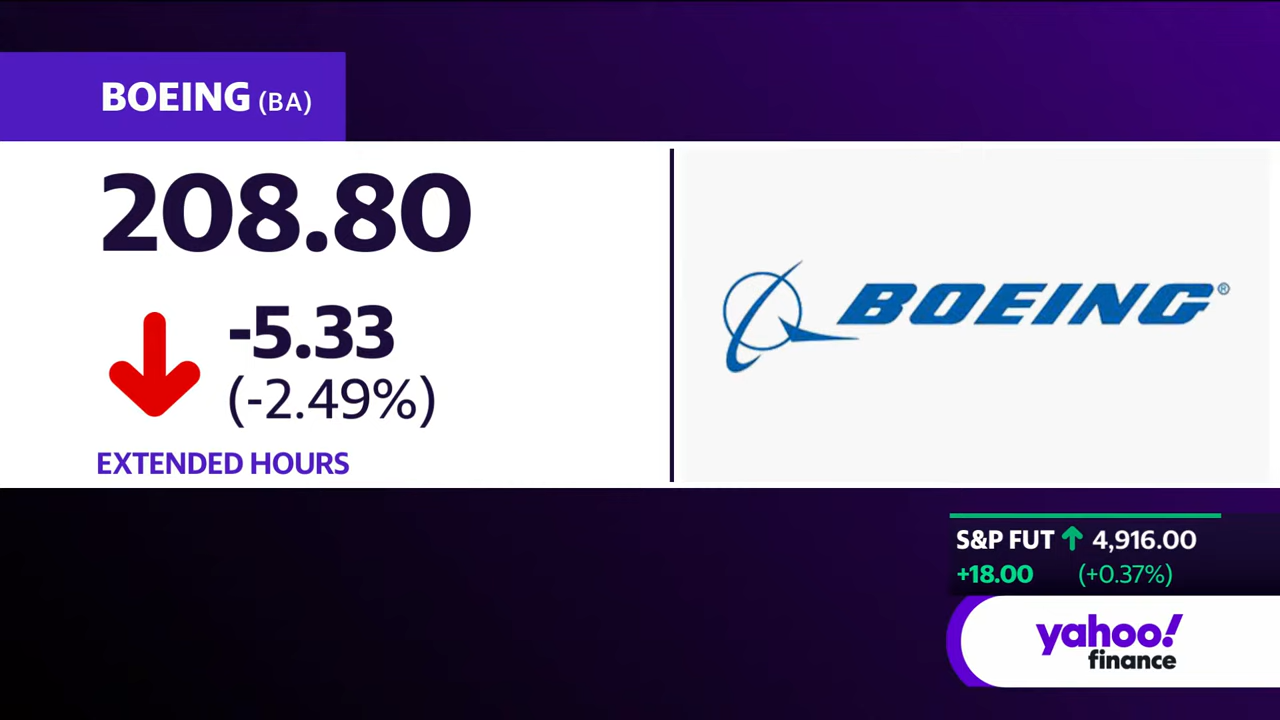 BOEING (BA)
208.80
-5.33
(-2.49%)
EXTENDED HOURS
BOEING®
S&P FUT 4,916.00
+18.00 (+0.37%)
yahoo!
finance